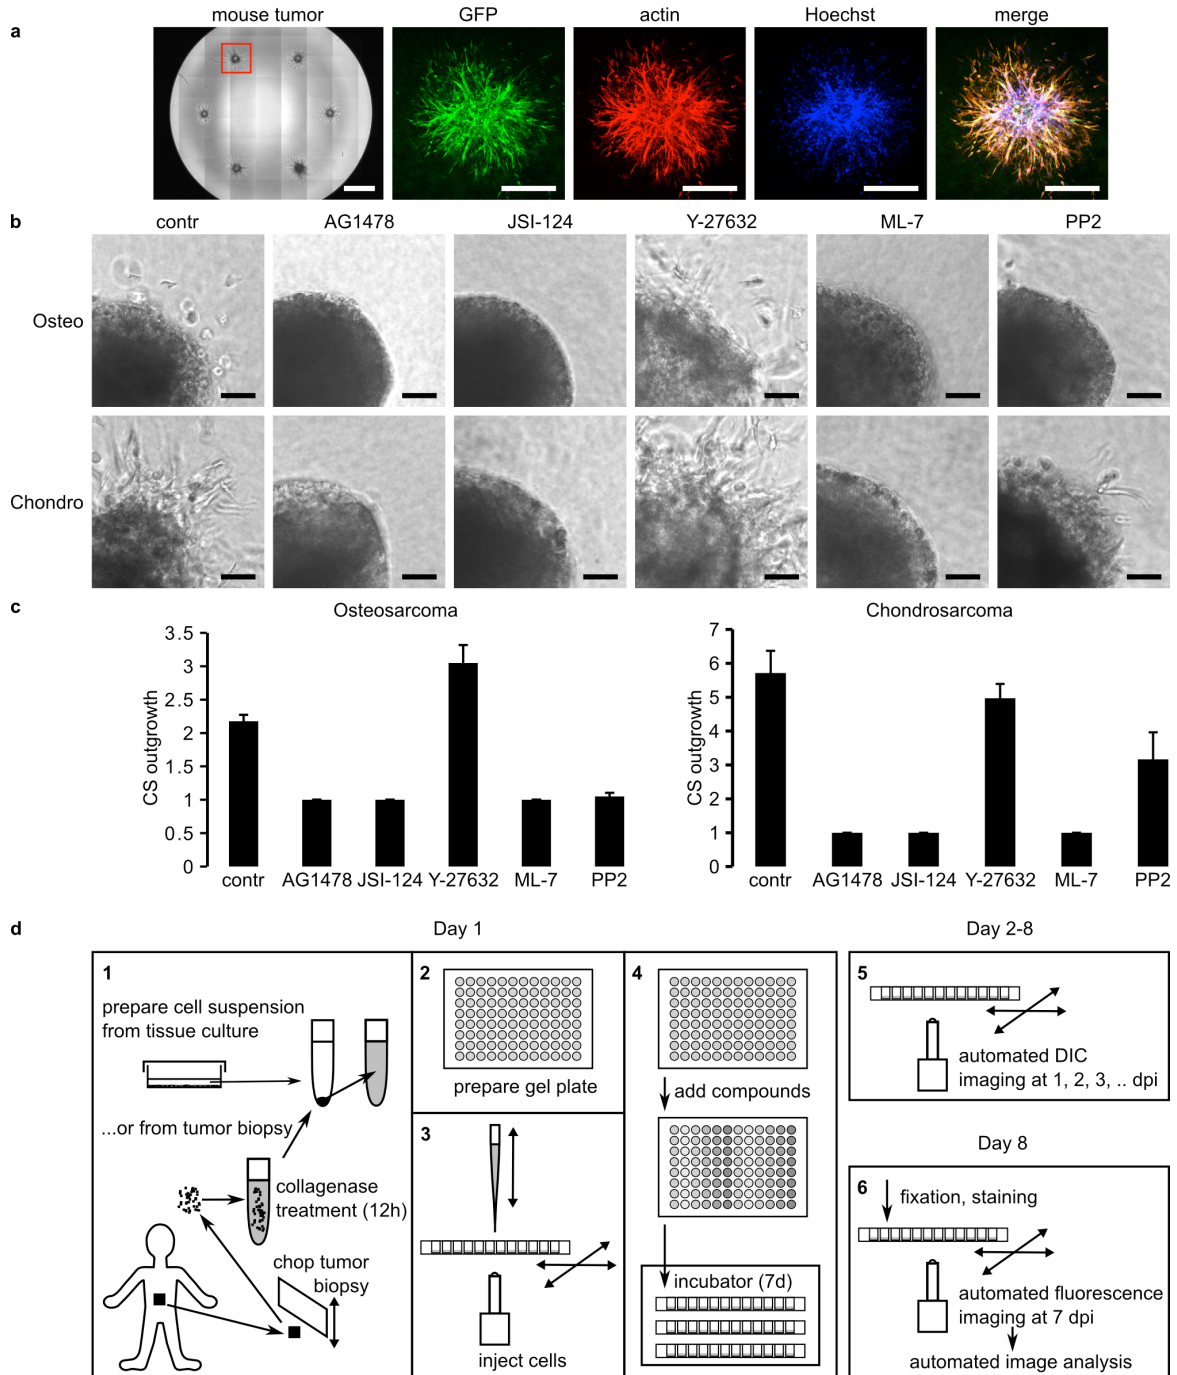 a
mouse tumor
GFP
actin
Hoechst
merge
b
contr
AG1478
JSI-124
Y-27632
ML-7
PP2
Osteo
Chondro
c
Osteosarcoma
3.5
3
2.5
2
1.5
1
0.5
0
CS outgrowth
contr
AG1478
JSI-124
Y-27632
ML-7
PP2
Chondrosarcoma
7
6
5
4
3
2
1
0
CS outgrowth
contr
AG1478
JSI-124
Y-27632
ML-7
PP2
d
Day 1
1
prepare cell suspension
from tissue culture
...or from tumor biopsy
collagenase
treatment (12h)
chop tumor
biopsy
2
prepare gel plate
3
inject cells
4
add compounds
incubator (7d)
Day 2-8
5
automated DIC
imaging at 1, 2, 3, .. dpi
Day 8
6
fixation, staining
automated fluorescence
imaging at 7 dpi
automated image analysis